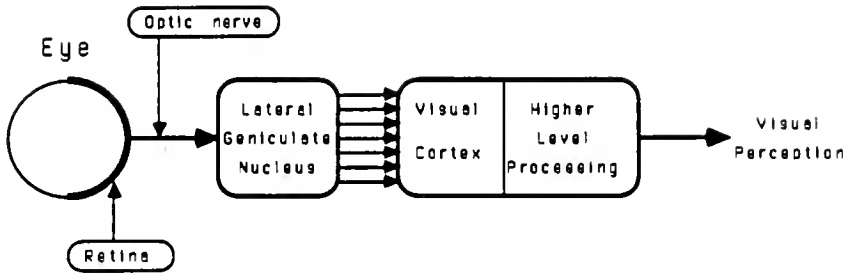 Optic nerve
Eye
Lateral
Geniculate
Nucleus
Visual
Cortex
Higher
Level
Processing
Visual
Perception
Retina